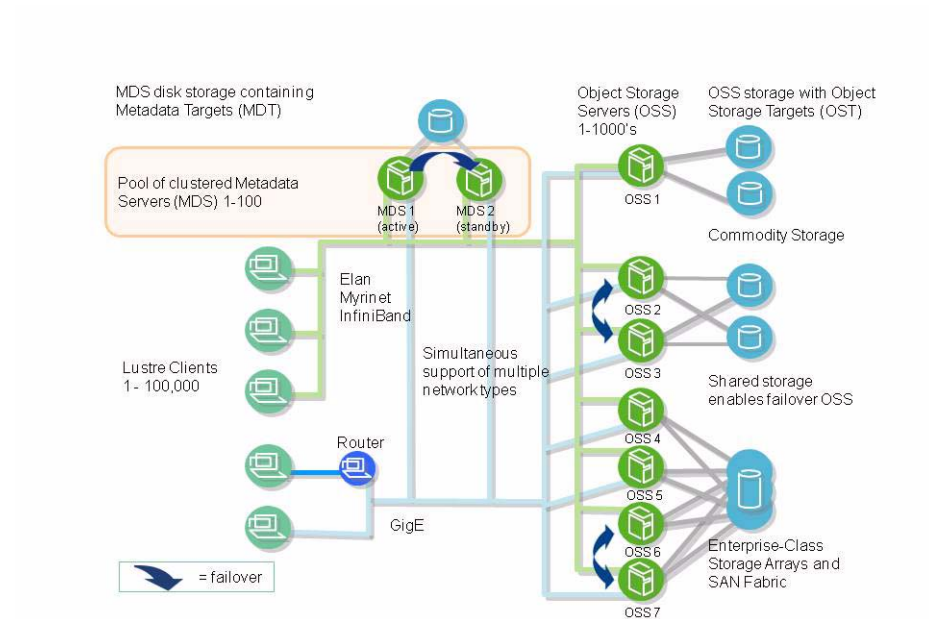 MDS disk storage containing
Metadata Targets (MDT)
Object Storage
Servers (OSS)
1-1000's
OSS storage with Object
Storage Targets (OST)
Pool of clustered Metadata
Servers (MDS) 1-100
MDS 1
(active)
MDS 2
(standby)
OSS 1
Commodity Storage
Elan
Myrinet
InfiniBand
OSS 2
OSS 3
Simultaneous
support of multiple
network types
Lustre Clients
1 - 100,000
Shared storage
enables failover OSS
OSS 4
Router
OSS 5
GigE
OSS 6
Enterprise-Class
Storage Arrays and
SAN Fabric
= failover
OSS 7